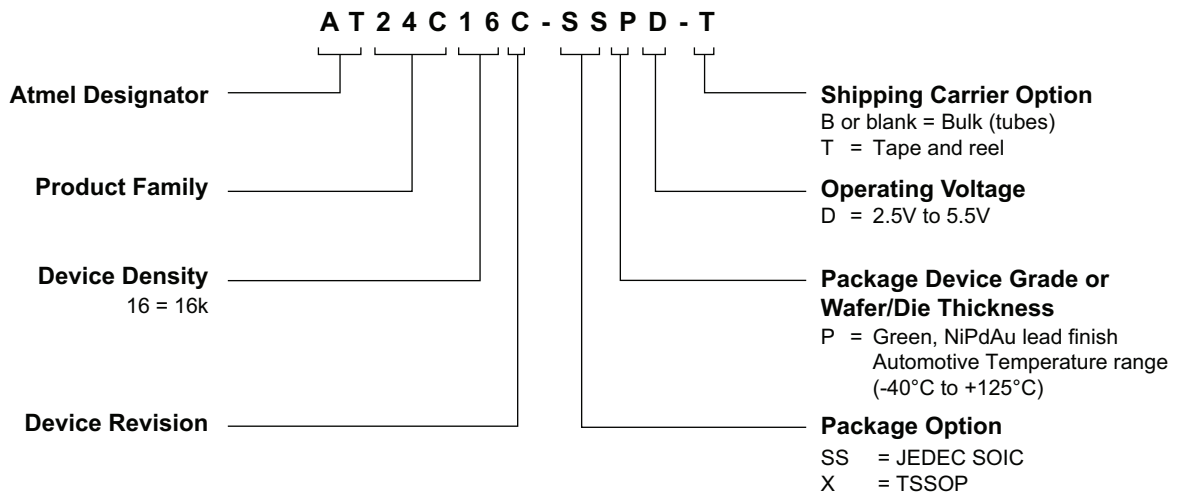 A T 2 4 C 1 6 C - S S P D - T
Atmel Designator
Product Family
Device Density
16 = 16k
Device Revision
Shipping Carrier Option
B or blank = Bulk (tubes)
T = Tape and reel
Operating Voltage
D = 2.5V to 5.5V
Package Device Grade or
Wafer/Die Thickness
P = Green, NiPdAu lead finish
Automotive Temperature range
(-40°C to +125°C)
Package Option
SS = JEDEC SOIC
X = TSSOP